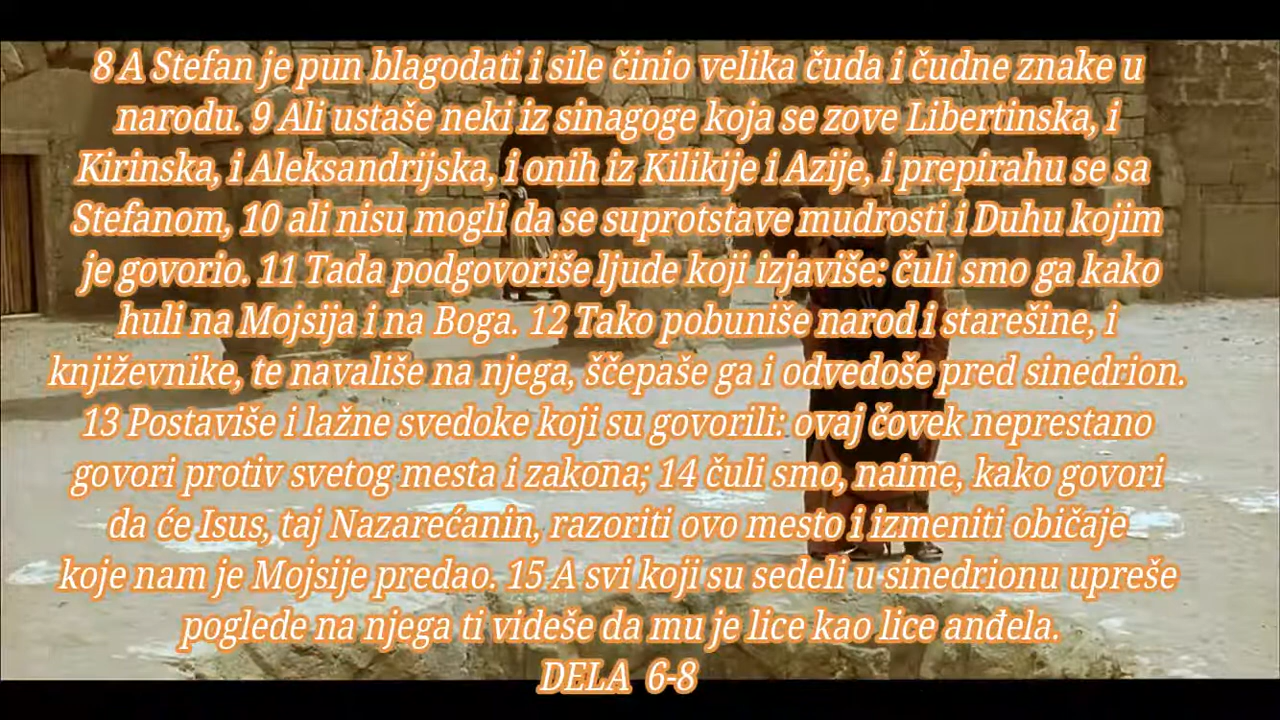 8 A Stefan je pun blagodati i sile činio velika čuda i čudne znake u
narodu. 9 Ali ustaše neki iz sinagoge koja se zove Libertinska, i
Kirinska, i Aleksandrijska, i onih iz Kilikije i Azije, i prepirahu se sa
Stefanom, 10 ali nisu mogli da se suprotstave mudrosti i Duhu kojim
je govorio. 11 Tada podgovoriše ljude koji izjaviše: čuli smo ga kako
huli na Mojsija i na Boga. 12 Tako pobuniše narod i starešine, i
književnike, te navališe na njega, ščepaše ga i odvedoše pred sinedrion.
13 Postaviše i lažne svedoke koji su govorili: ovaj čovek neprestano
govori protiv svetog mesta i zakona; 14 čuli smo, naime, kako govori
da će Isus, taj Nazarećanin, razoriti ovo mesto i izmeniti običaje
koje nam je Mojsije predao. 15 A svi koji su sedeli u sinedrionu upreše
poglede na njega ti videše da mu je lice kao lice anđela.
DELA 6-8